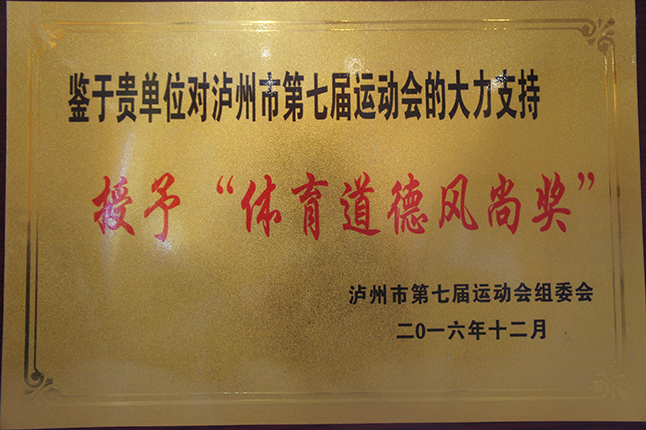 鉴于贵单位对泸州市第七届运动会的大力支持
授予“体育道德风尚奖”
泸州市第七届运动会组委会
二0一六年十二月